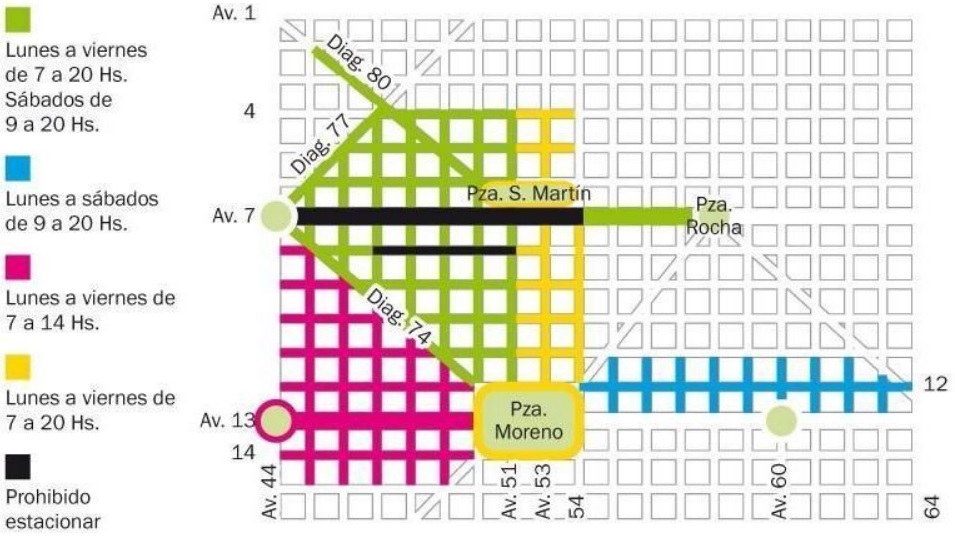 Lunes a viernes
de 7 a 20 Hs.
Sábados de
9 a 20 Hs.
Lunes a sábados
de 9 a 20 Hs.
Lunes a viernes de
7 a 14 Hs.
Lunes a viernes de
7 a 20 Hs.
Prohibido
estacionar
Av. 1
4
Av. 7
Av. 13
14
Diag. 80
Diag. 77
Pza. S. Martín
Pza.
Rocha
Diag. 74
12
Pza.
Moreno
Av. 44
Av. 51
Av. 53
54
Av. 60
64